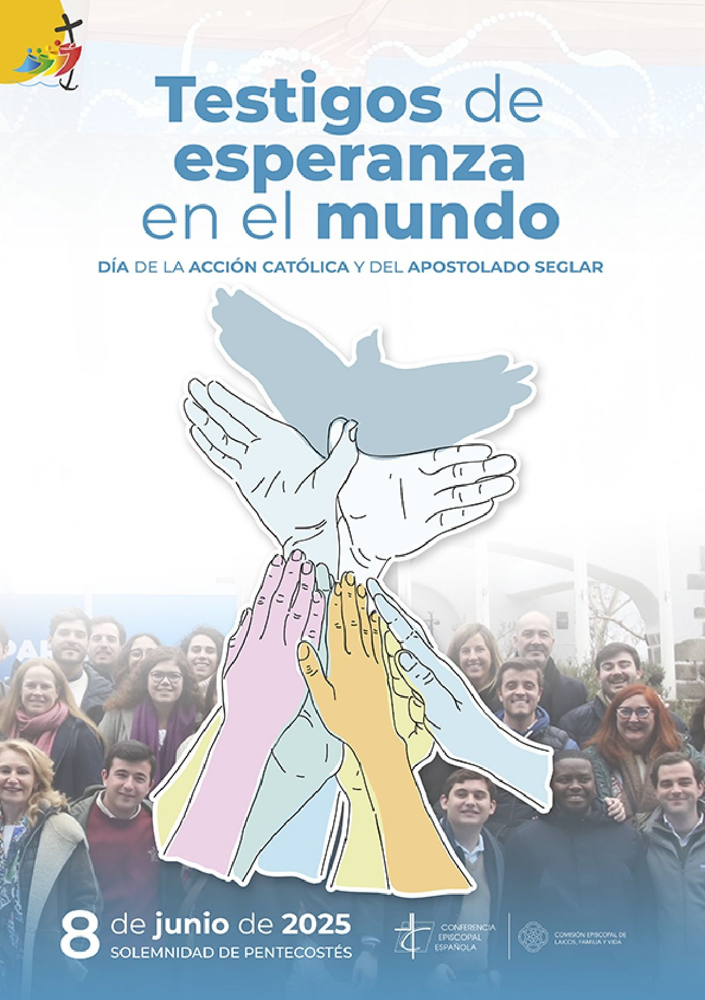 Testigos de
esperanza
en el mundo
DÍA DE LA ACCIÓN CATÓLICA Y DEL APOSTOLADO SEGLAR
8 de junio de 2025
SOLEMNIDAD DE PENTECOSTÉS
CONFERENCIA
EPISCOPAL
ESPAÑOLA
COMISIÓN EPISCOPAL DE
LAICOS, FAMILIA Y VIDA